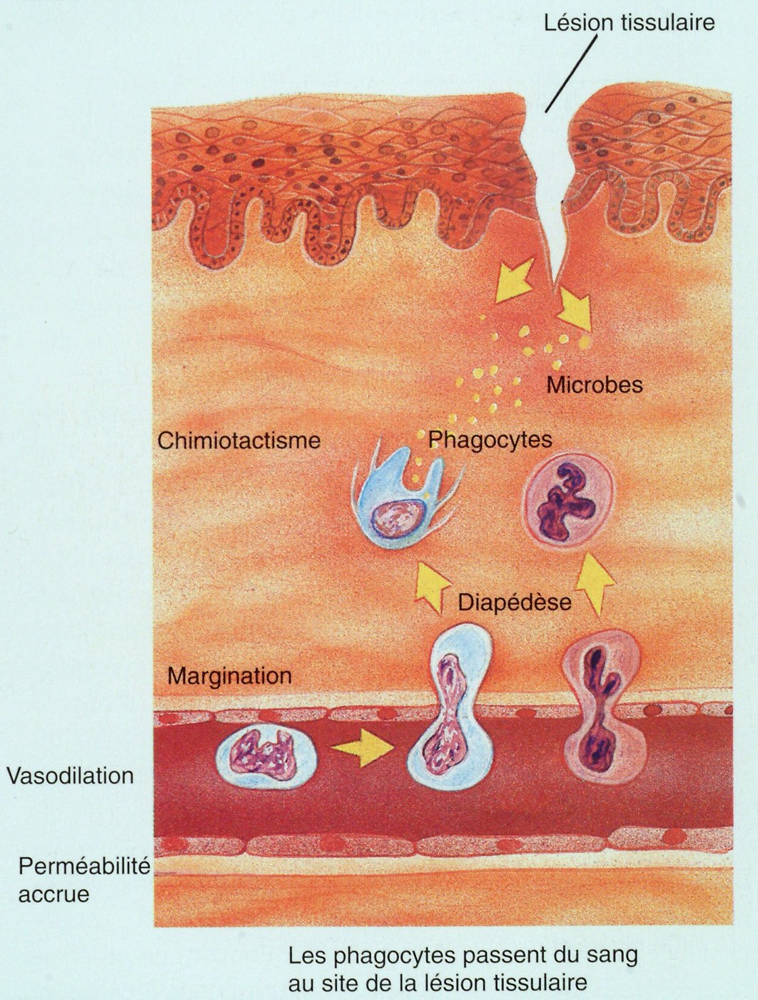 Lésion tissulaire
Microbes
Chimiotactisme
Phagocytes
Diapédèse
Margination
Vasodilation
Perméabilité
accrue
Les phagocytes passent du sang
au site de la lésion tissulaire